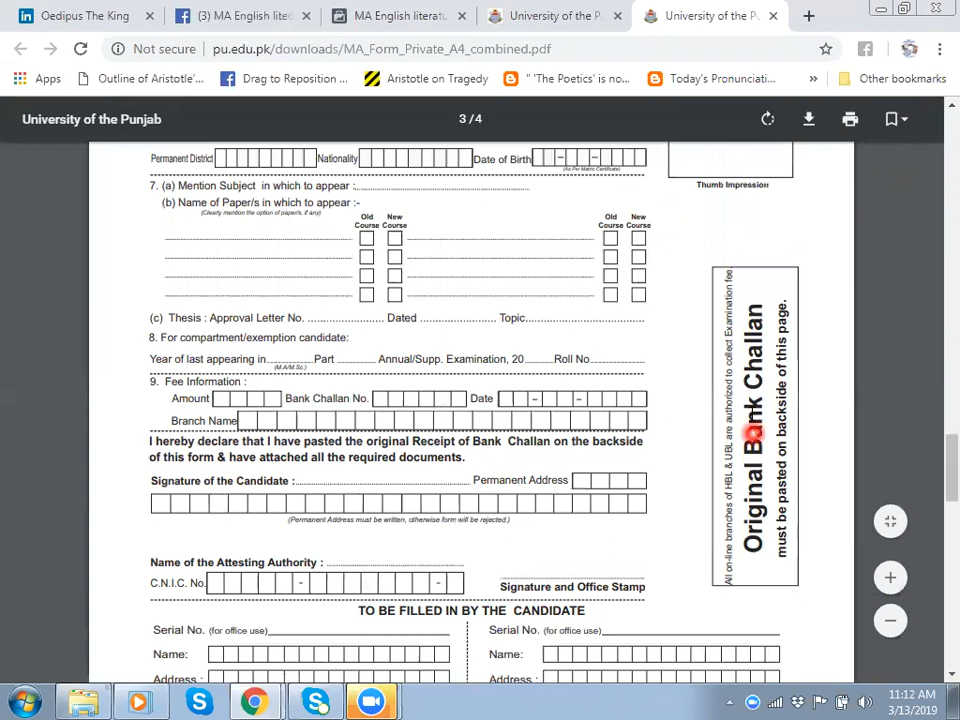 Oedipus The King
(3) MA English litec
MA English literatu
University of the P
University of the Pu
Not secure
pu.edu.pk/downloads/MA_Form_Private_A4_combined.pdf
Apps
Outline of Aristotle'...
Drag to Reposition ...
Aristotle on Tragedy
" 'The Poetics' is no...
Today's Pronunciati...
»
Other bookmarks
University of the Punjab
3 / 4
Permanent District
Nationality
Date of Birth
(As Per Matric Certificate)
Thumb Impression
7. (a) Mention Subject in which to appear :
(b) Name of Paper/s in which to appear :-
(Clearly mention the option of paper/s, if any)
Old Course
New Course
Old Course
New Course
(c) Thesis : Approval Letter No. ........................ Dated ........................ Topic........................
8. For compartment/exemption candidate:
Year of last appearing in ............ Part ............ Annual/Supp. Examination, 20........ Roll No............
(M.A/M.Sc.)
9. Fee Information :
Amount
Bank Challan No.
Date
Branch Name
I hereby declare that I have pasted the original Receipt of Bank Challan on the backside
of this form & have attached all the required documents.
Signature of the Candidate :
Permanent Address
(Permanent Address must be written, otherwise form will be rejected.)
All on-line branches of HBL & UBL are authorized to collect Examination fee.
Original Bank Challan
must be pasted on backside of this page.
Name of the Attesting Authority :
C.N.I.C. No.
Signature and Office Stamp
TO BE FILLED IN BY THE CANDIDATE
Serial No. (for office use)
Serial No. (for office use)
Name:
Name:
Address :
Address :
11:12 AM
3/13/2019